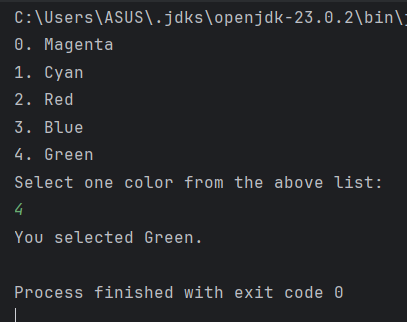 C:\Users\ASUS\.jdks\openjdk-23.0.2\bin\
0. Magenta
1. Cyan
2. Red
3. Blue
4. Green
Select one color from the above list:
4
You selected Green.
Process finished with exit code 0